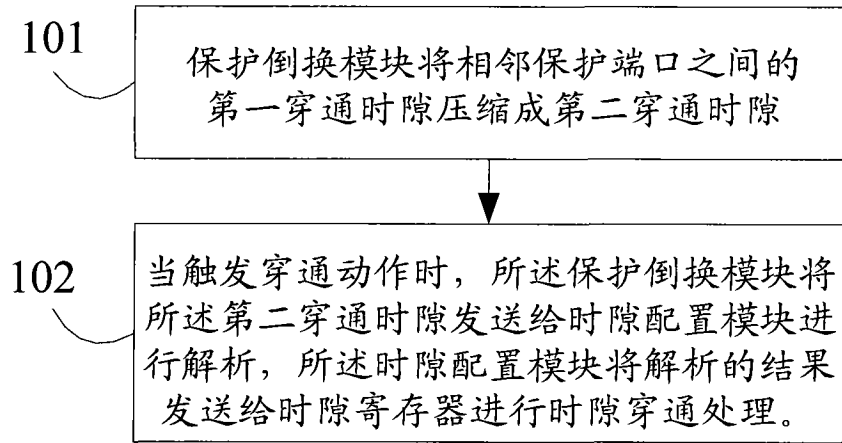 101
保护倒换模块将相邻保护端口之间的
第一穿通时隙压缩成第二穿通时隙
102
当触发穿通动作时，所述保护倒换模块将
所述第二穿通时隙发送给时隙配置模块进
行解析，所述时隙配置模块将解析的结果
发送给时隙寄存器进行时隙穿通处理。